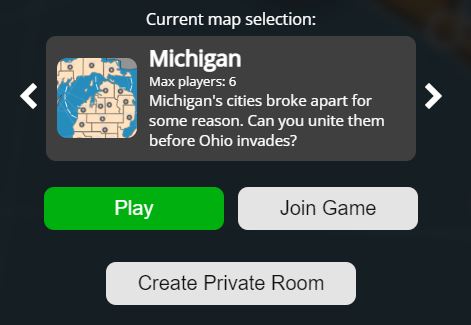 Current map selection:
Michigan
Max players: 6
Michigan's cities broke apart for
some reason. Can you unite them
before Ohio invades?
Play
Join Game
Create Private Room